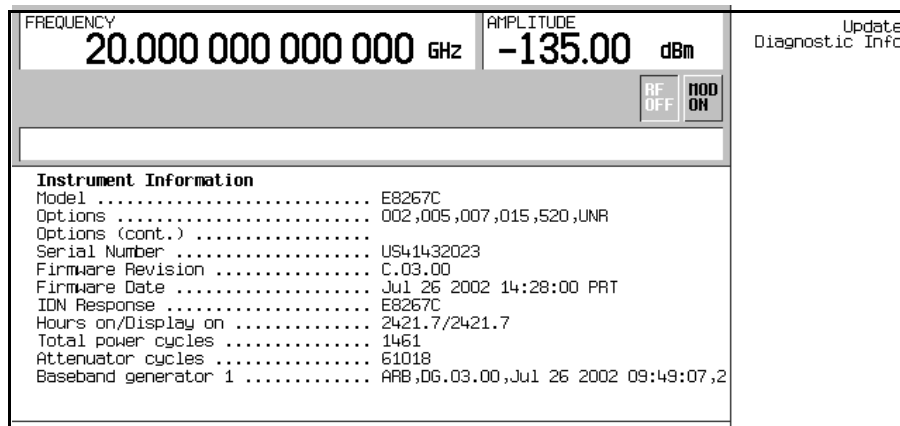 FREQUENCY
20.000 000 000 000 GHz
AMPLITUDE
-135.00 dBm
Update
Diagnostic Info
RF
OFF
MOD
ON
Instrument Information
Model ........................... E8267C
Options ......................... 002,005,007,015,520,UNR
Options (cont.) .................
Serial Number ................... US41432023
Firmware Revision ............... C.03.00
Firmware Date ................... Jul 26 2002 14:28:00 PRT
IDN Response .................... E8267C
Hours on/Display on ............. 2421.7/2421.7
Total power cycles .............. 1461
Attenuator cycles ............... 61018
Baseband generator 1 ............ ARB,DG.03.00,Jul 26 2002 09:49:07,2